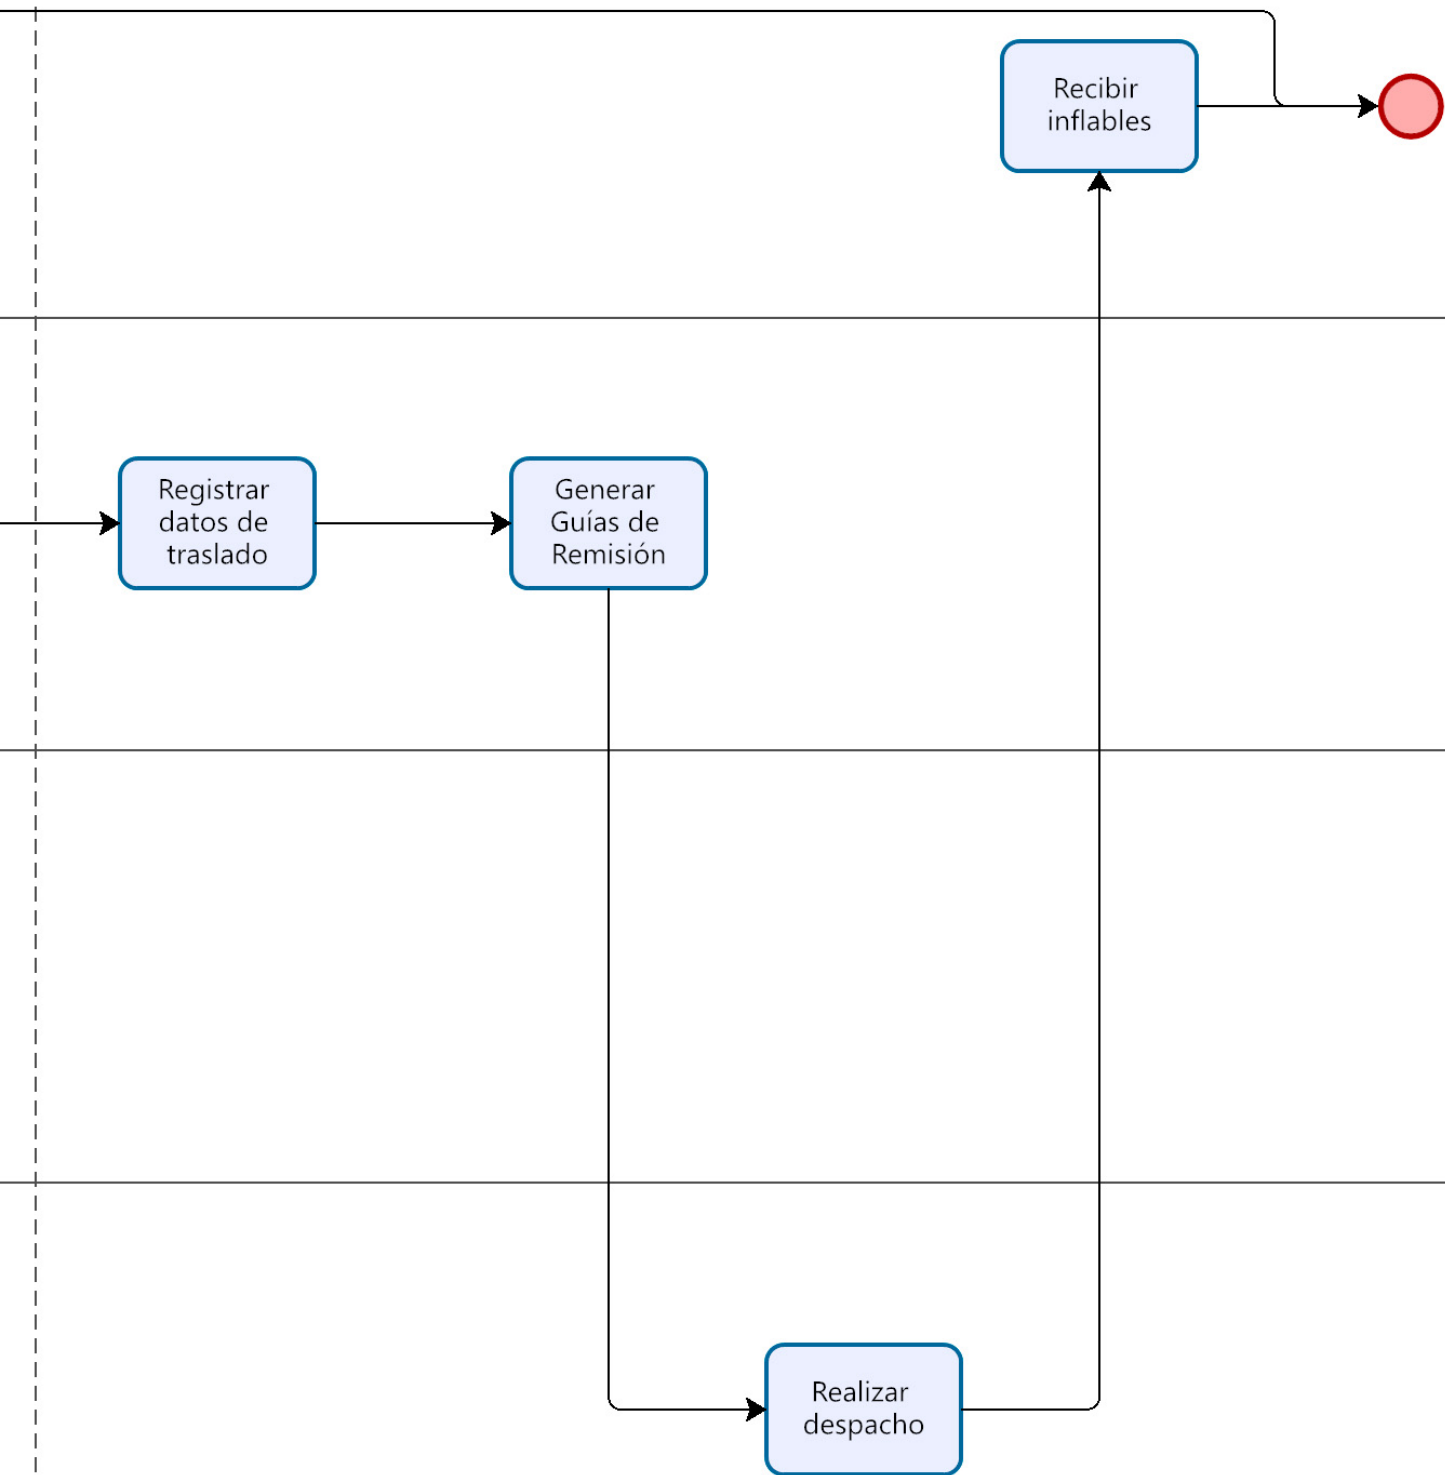 Recibir
inflables
Registrar
datos de
traslado
Generar
Guías de
Remisión
Realizar
despacho